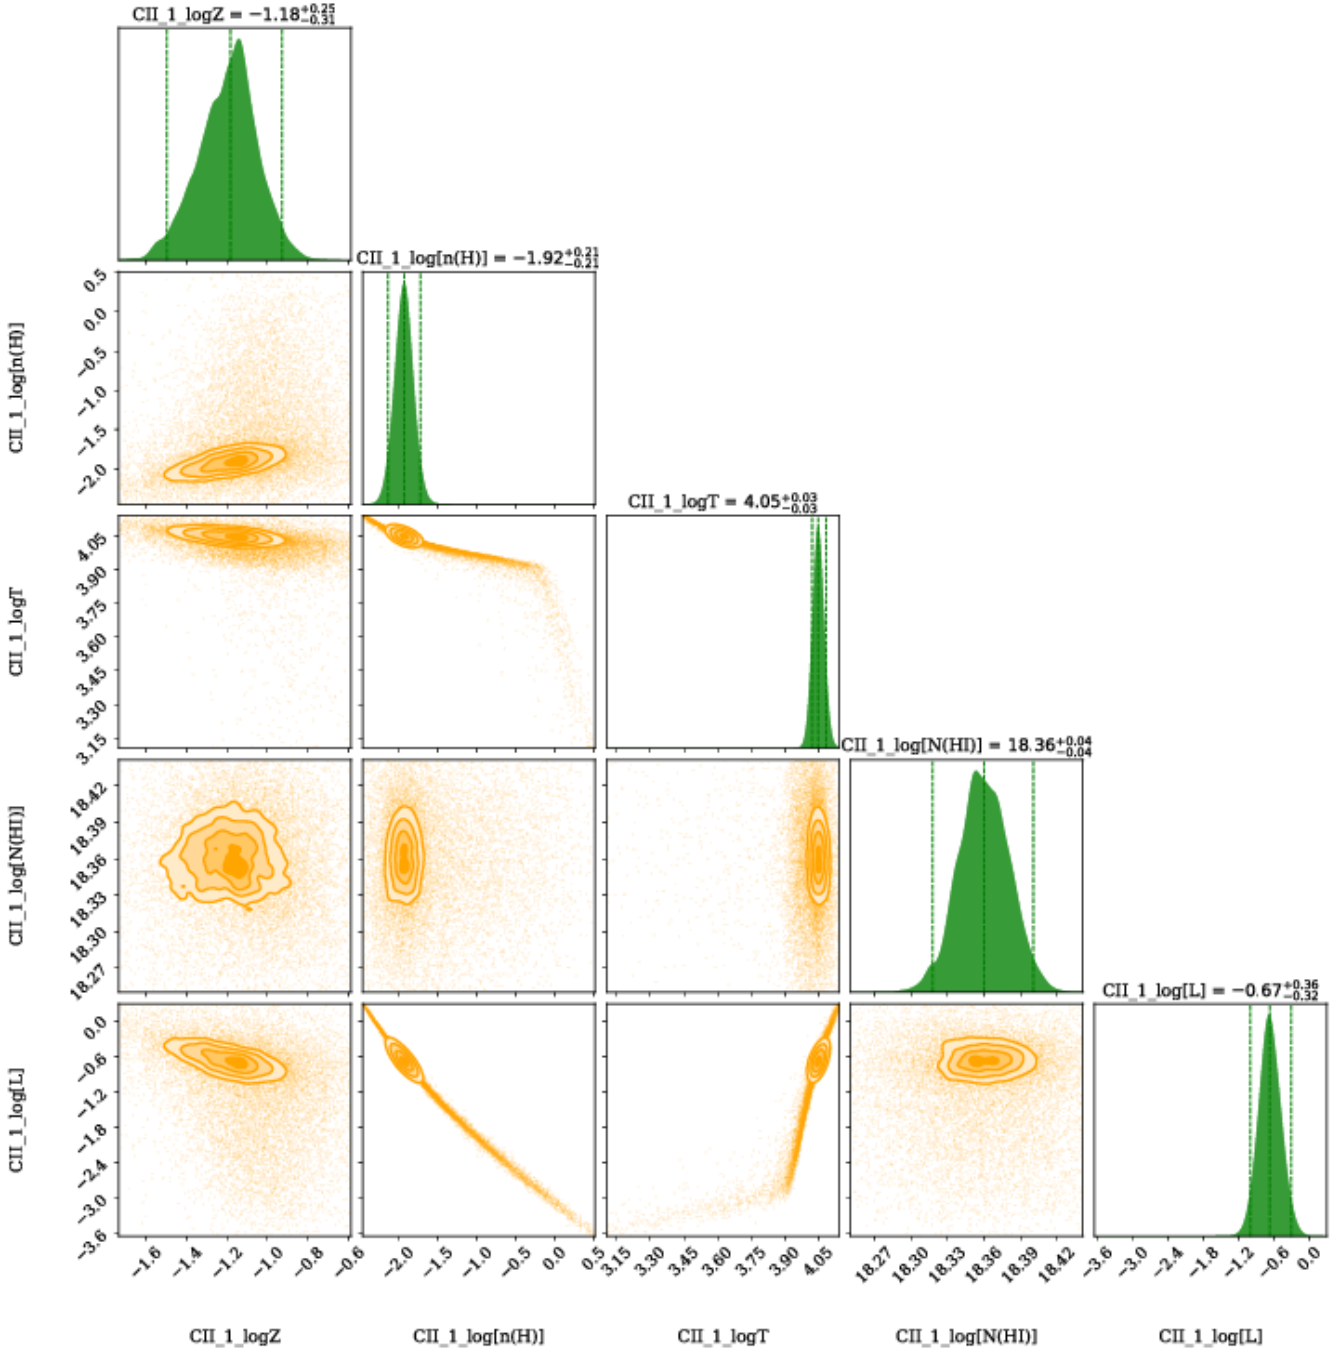 CII_1_logZ = −1.18+0.25−0.31
CII_1_log[n(H)] = −1.92+0.21−0.21
0.5
0.0
−0.5
−1.0
−1.5
−2.0
CII_1_log[n(H)]
CII_1_logT = 4.05+0.03−0.03
4.05
3.90
3.75
3.60
3.45
3.30
3.15
CII_1_logT
CII_1_log[N(HI)] = 18.36+0.04−0.04
18.42
18.39
18.36
18.33
18.30
18.27
CII_1_log[N(HI)]
CII_1_log[L] = −0.67+0.36−0.32
0.0
−0.6
−1.2
−1.8
−2.4
−3.0
−3.6
CII_1_log[L]
−1.6 −1.4 −1.2 −1.0 −0.8 −0.6
−2.0 −1.5 −1.0 −0.5 0.0 0.5
3.15 3.30 3.45 3.60 3.75 3.90 4.05
18.27 18.30 18.33 18.36 18.39 18.42
−3.6 −3.0 −2.4 −1.8 −1.2 −0.6 0.0
CII_1_logZ
CII_1_log[n(H)]
CII_1_logT
CII_1_log[N(HI)]
CII_1_log[L]